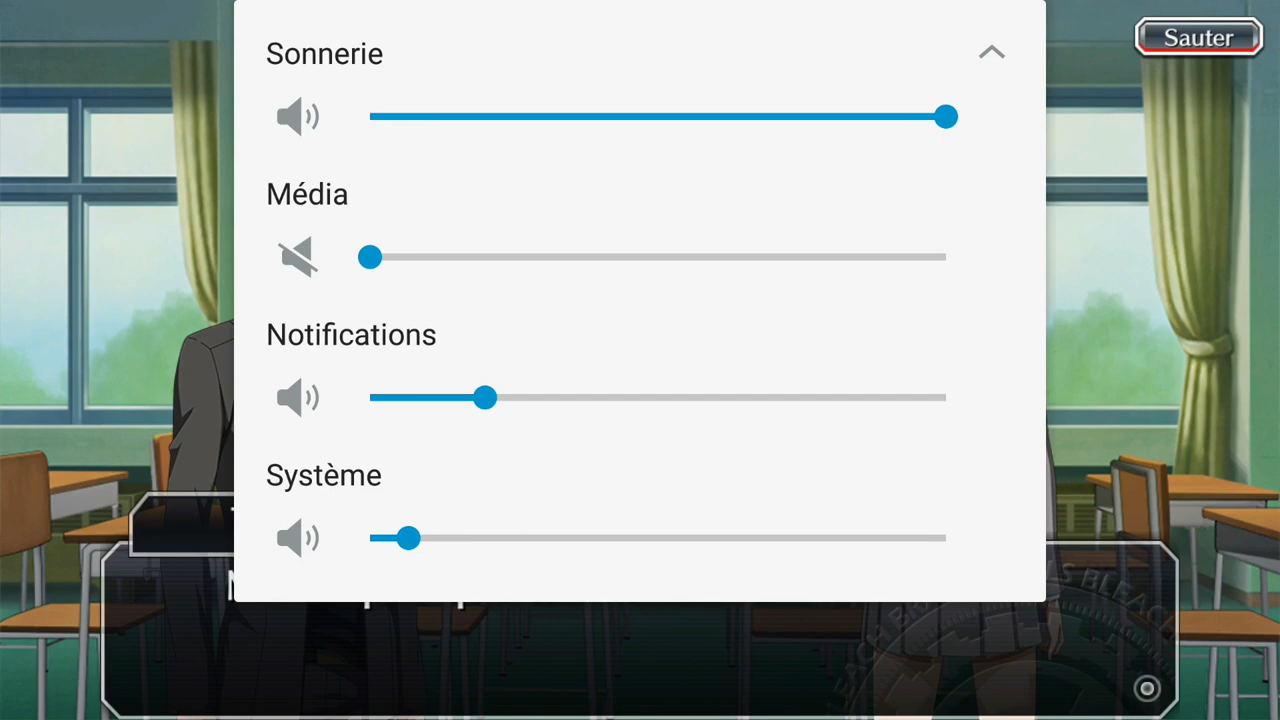 Sonnerie
Sauter
Média
Notifications
Système